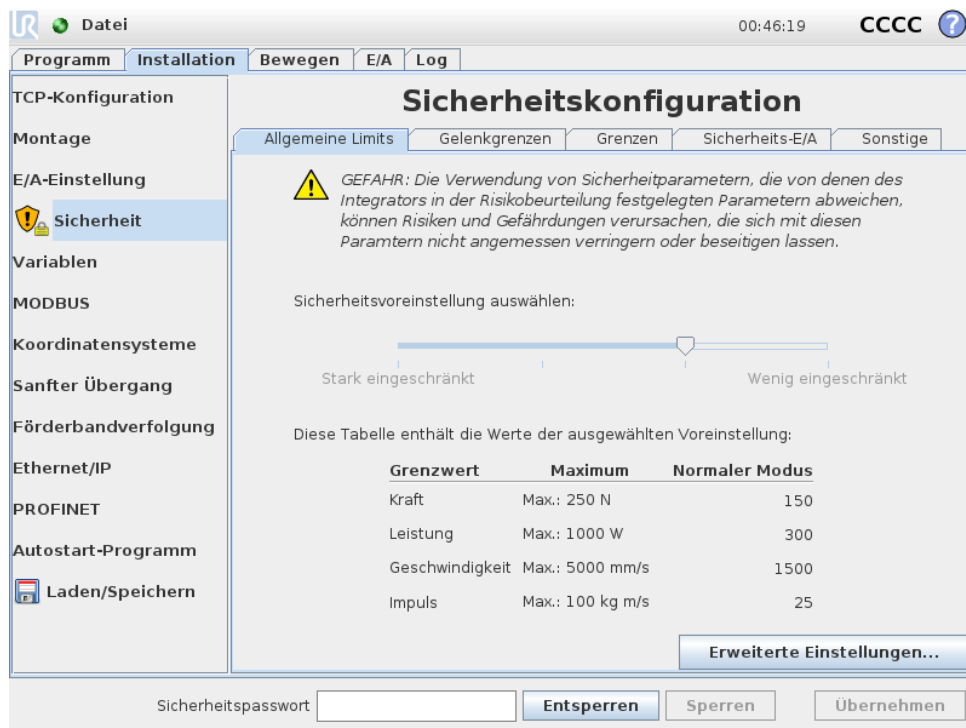 UR Datei 00:46:19 CCCC ?
Programm Installation Bewegen E/A Log
TCP-Konfiguration
Montage
E/A-Einstellung
Sicherheit
Variablen
MODBUS
Koordinatensysteme
Sanfter Übergang
Förderbandverfolgung
Ethernet/IP
PROFINET
Autostart-Programm
Laden/Speichern
Sicherheitskonfiguration
Allgemeine Limits Gelenkgrenzen Grenzen Sicherheits-E/A Sonstige
GEFAHR: Die Verwendung von Sicherheitparametern, die von denen des
Integrators in der Risikobeurteilung festgelegten Parametern abweichen,
können Risiken und Gefährdungen verursachen, die sich mit diesen
Paramtern nicht angemessen verringern oder beseitigen lassen.
Sicherheitsvoreinstellung auswählen:
Stark eingeschränkt Wenig eingeschränkt
Diese Tabelle enthält die Werte der ausgewählten Voreinstellung:
Grenzwert Maximum Normaler Modus
Kraft Max.: 250 N 150
Leistung Max.: 1000 W 300
Geschwindigkeit Max.: 5000 mm/s 1500
Impuls Max.: 100 kg m/s 25
Erweiterte Einstellungen...
Sicherheitspasswort Entsperren Sperren Übernehmen